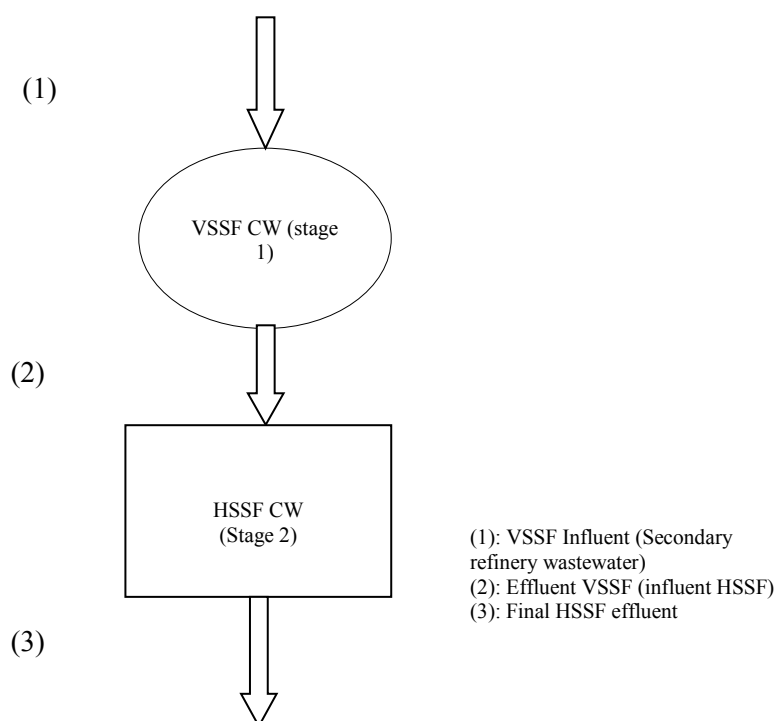 (1)
VSSF CW (stage
1)
(2)
HSSF CW
(Stage 2)
(1): VSSF Influent (Secondary
refinery wastewater)
(2): Effluent VSSF (influent HSSF)
(3): Final HSSF effluent
(3)